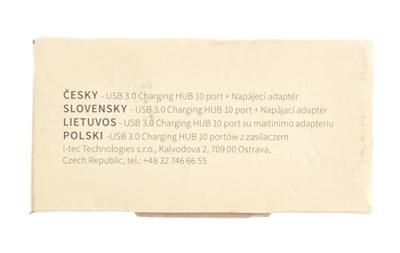 ČESKY - USB 3.0 Charging HUB 10 port + Napájecí adaptér
SLOVENSKY - USB 3.0 Charging HUB 10 port + Napájací adaptér
LIETUVOS - USB 3.0 Charging HUB 10 port su maitinimo adapteriu
POLSKI -USB 3.0 Charging HUB 10 portów z zasilaczem
i-tec Technologies s.r.o., Kalvodova 2, 709 00 Ostrava,
Czech Republic, tel.: +48 32 746 66 55